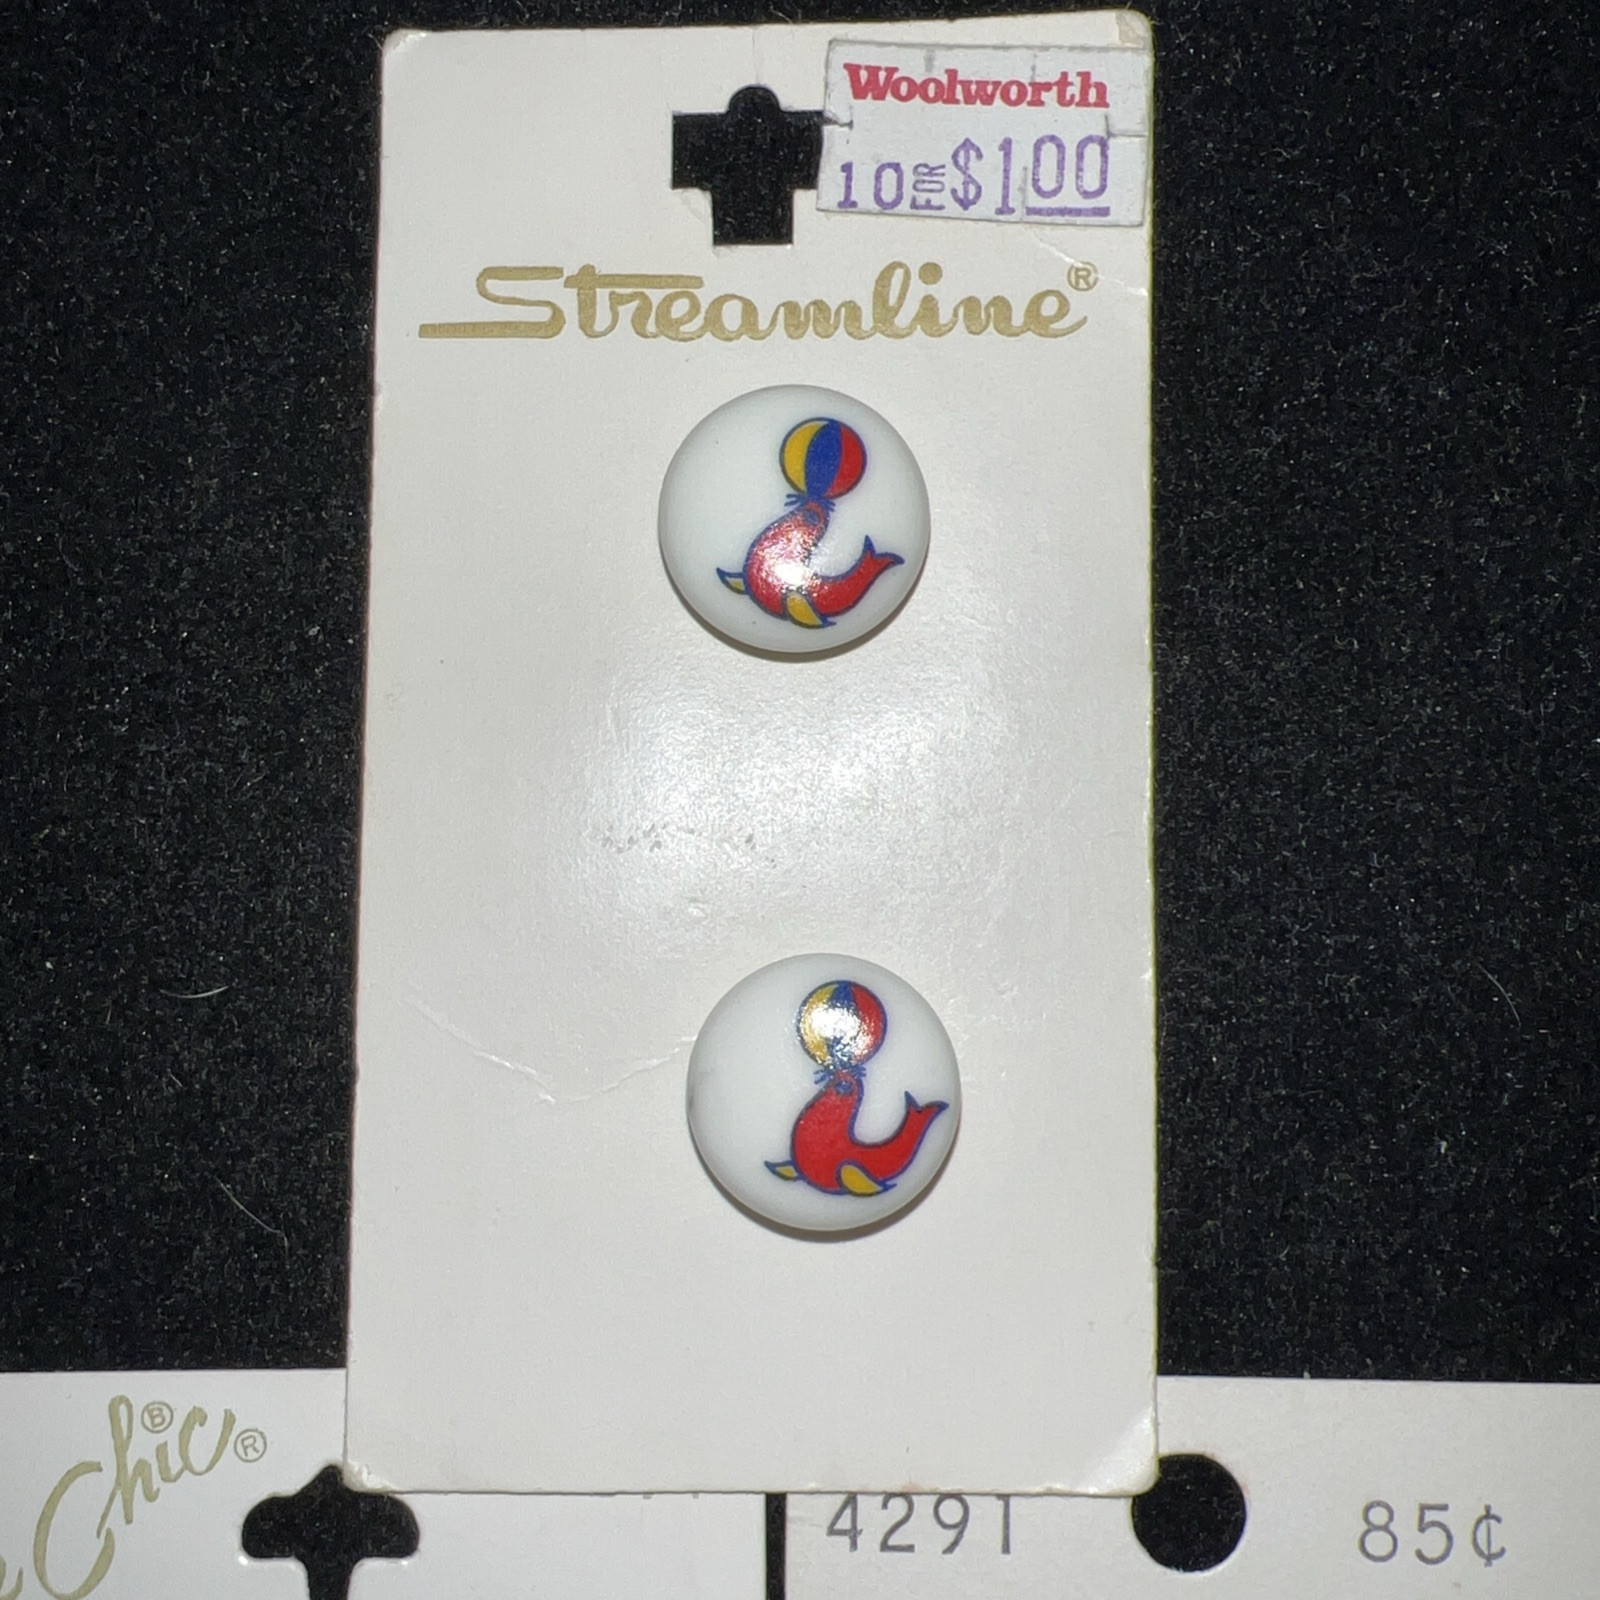 Woolworth
10 FOR $1.00
Streamline®
Chic®
4291
85¢